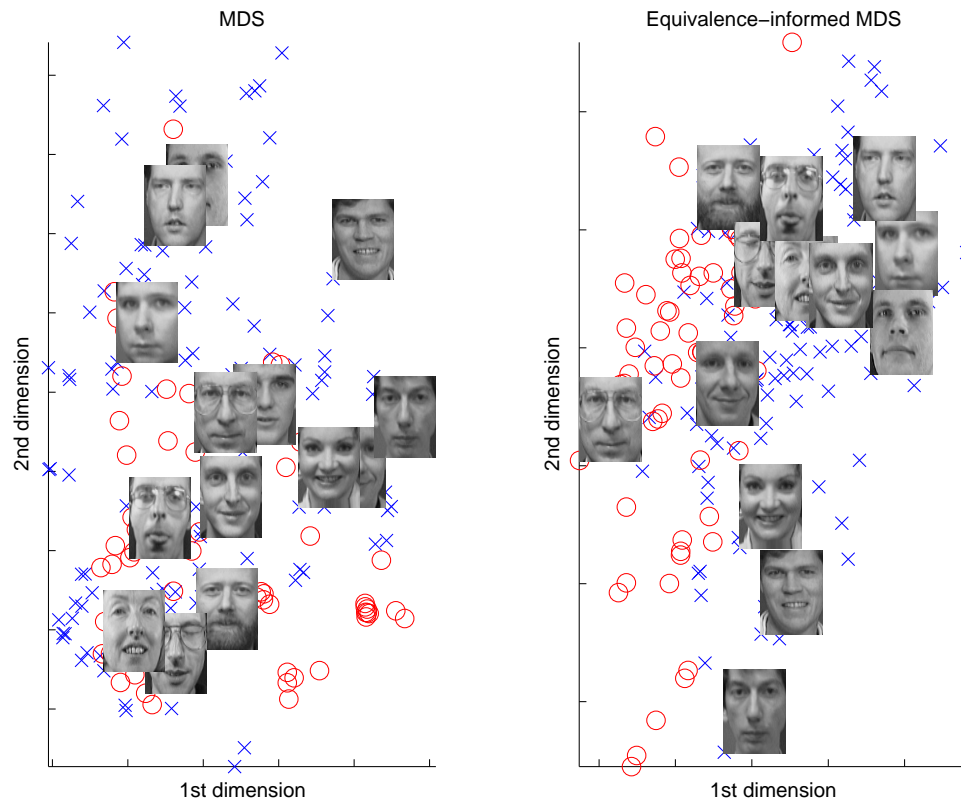 MDS
2nd dimension
1st dimension
Equivalence−informed MDS
2nd dimension
1st dimension